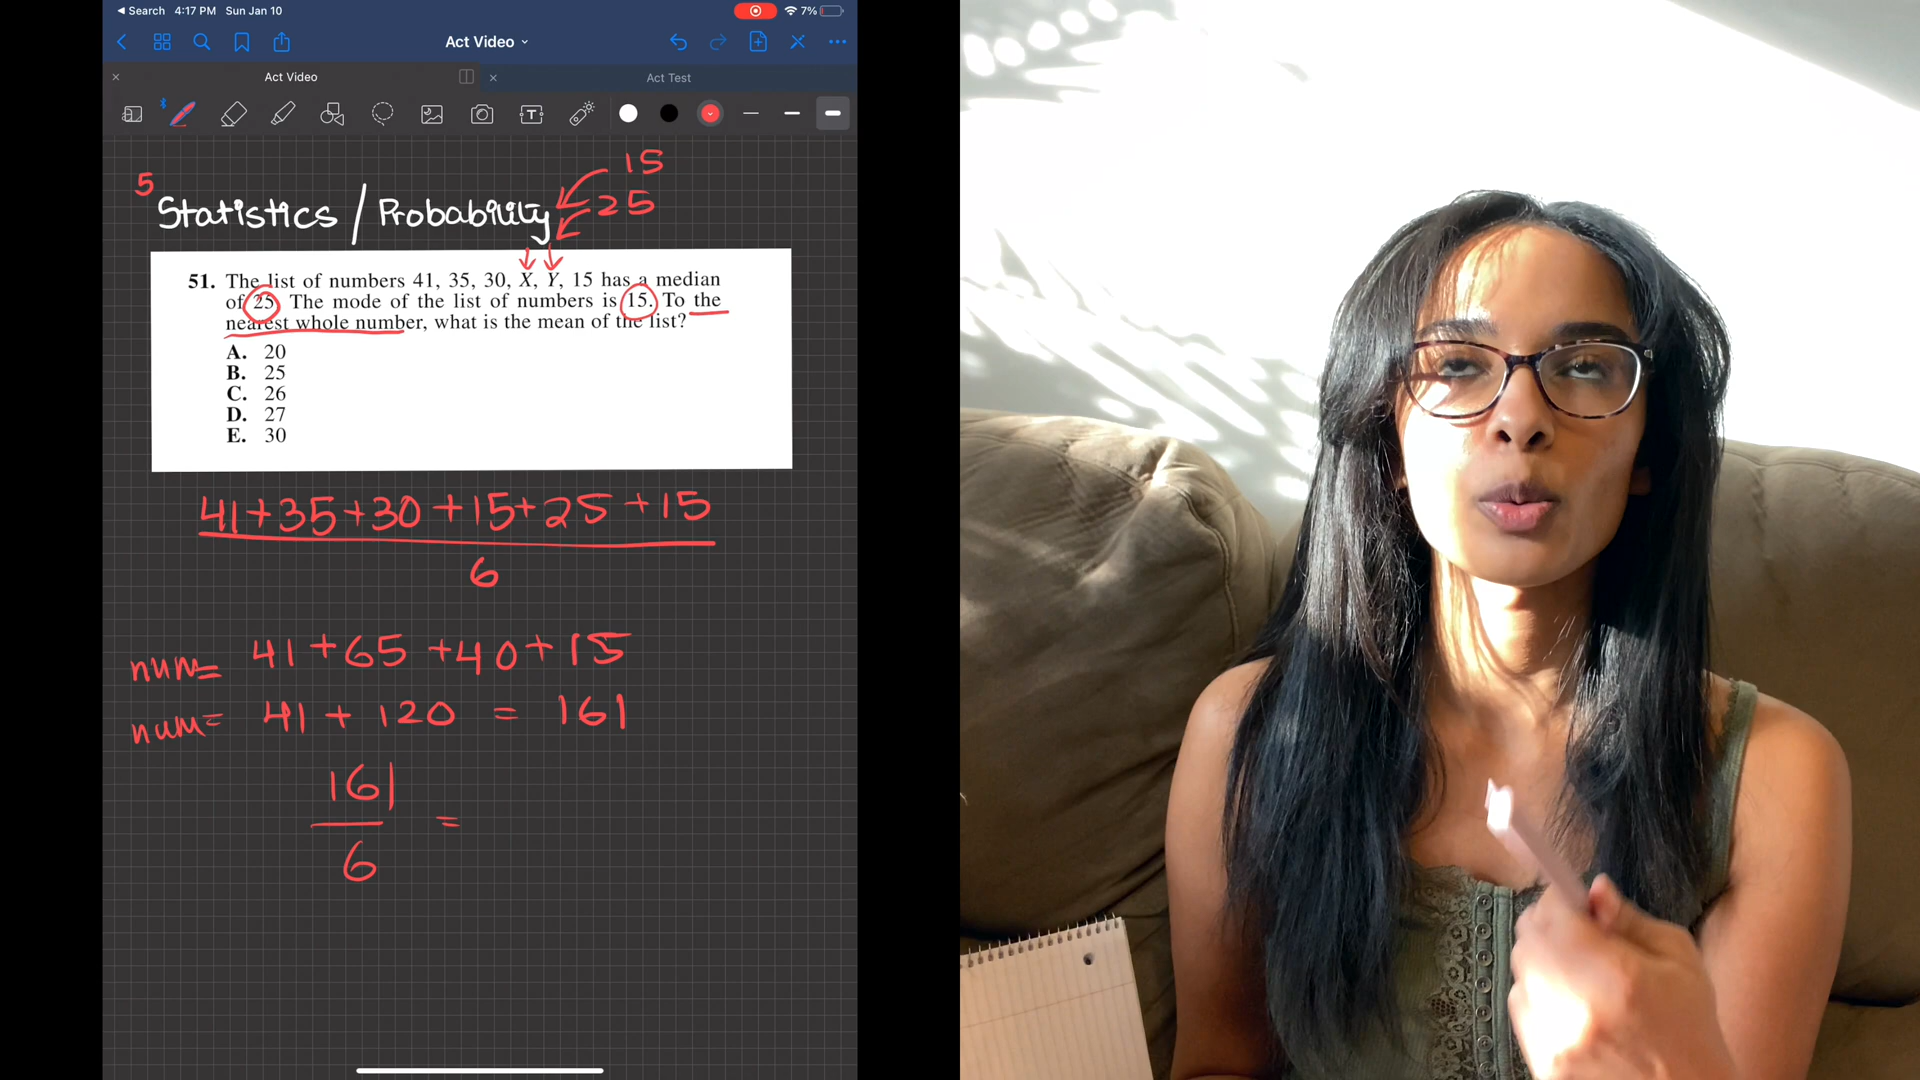 Search 4:17 PM Sun Jan 10 7%
Act Video
Act Video Act Test
15
5
25
Statistics / Probability
51. The list of numbers 41, 35, 30, X, Y, 15 has a median
of 25. The mode of the list of numbers is 15. To the
nearest whole number, what is the mean of the list?
A. 20
B. 25
C. 26
D. 27
E. 30
41+35+30+15+25+15
6
num= 41+65+40+15
num= 41+120 = 161
161
=
6